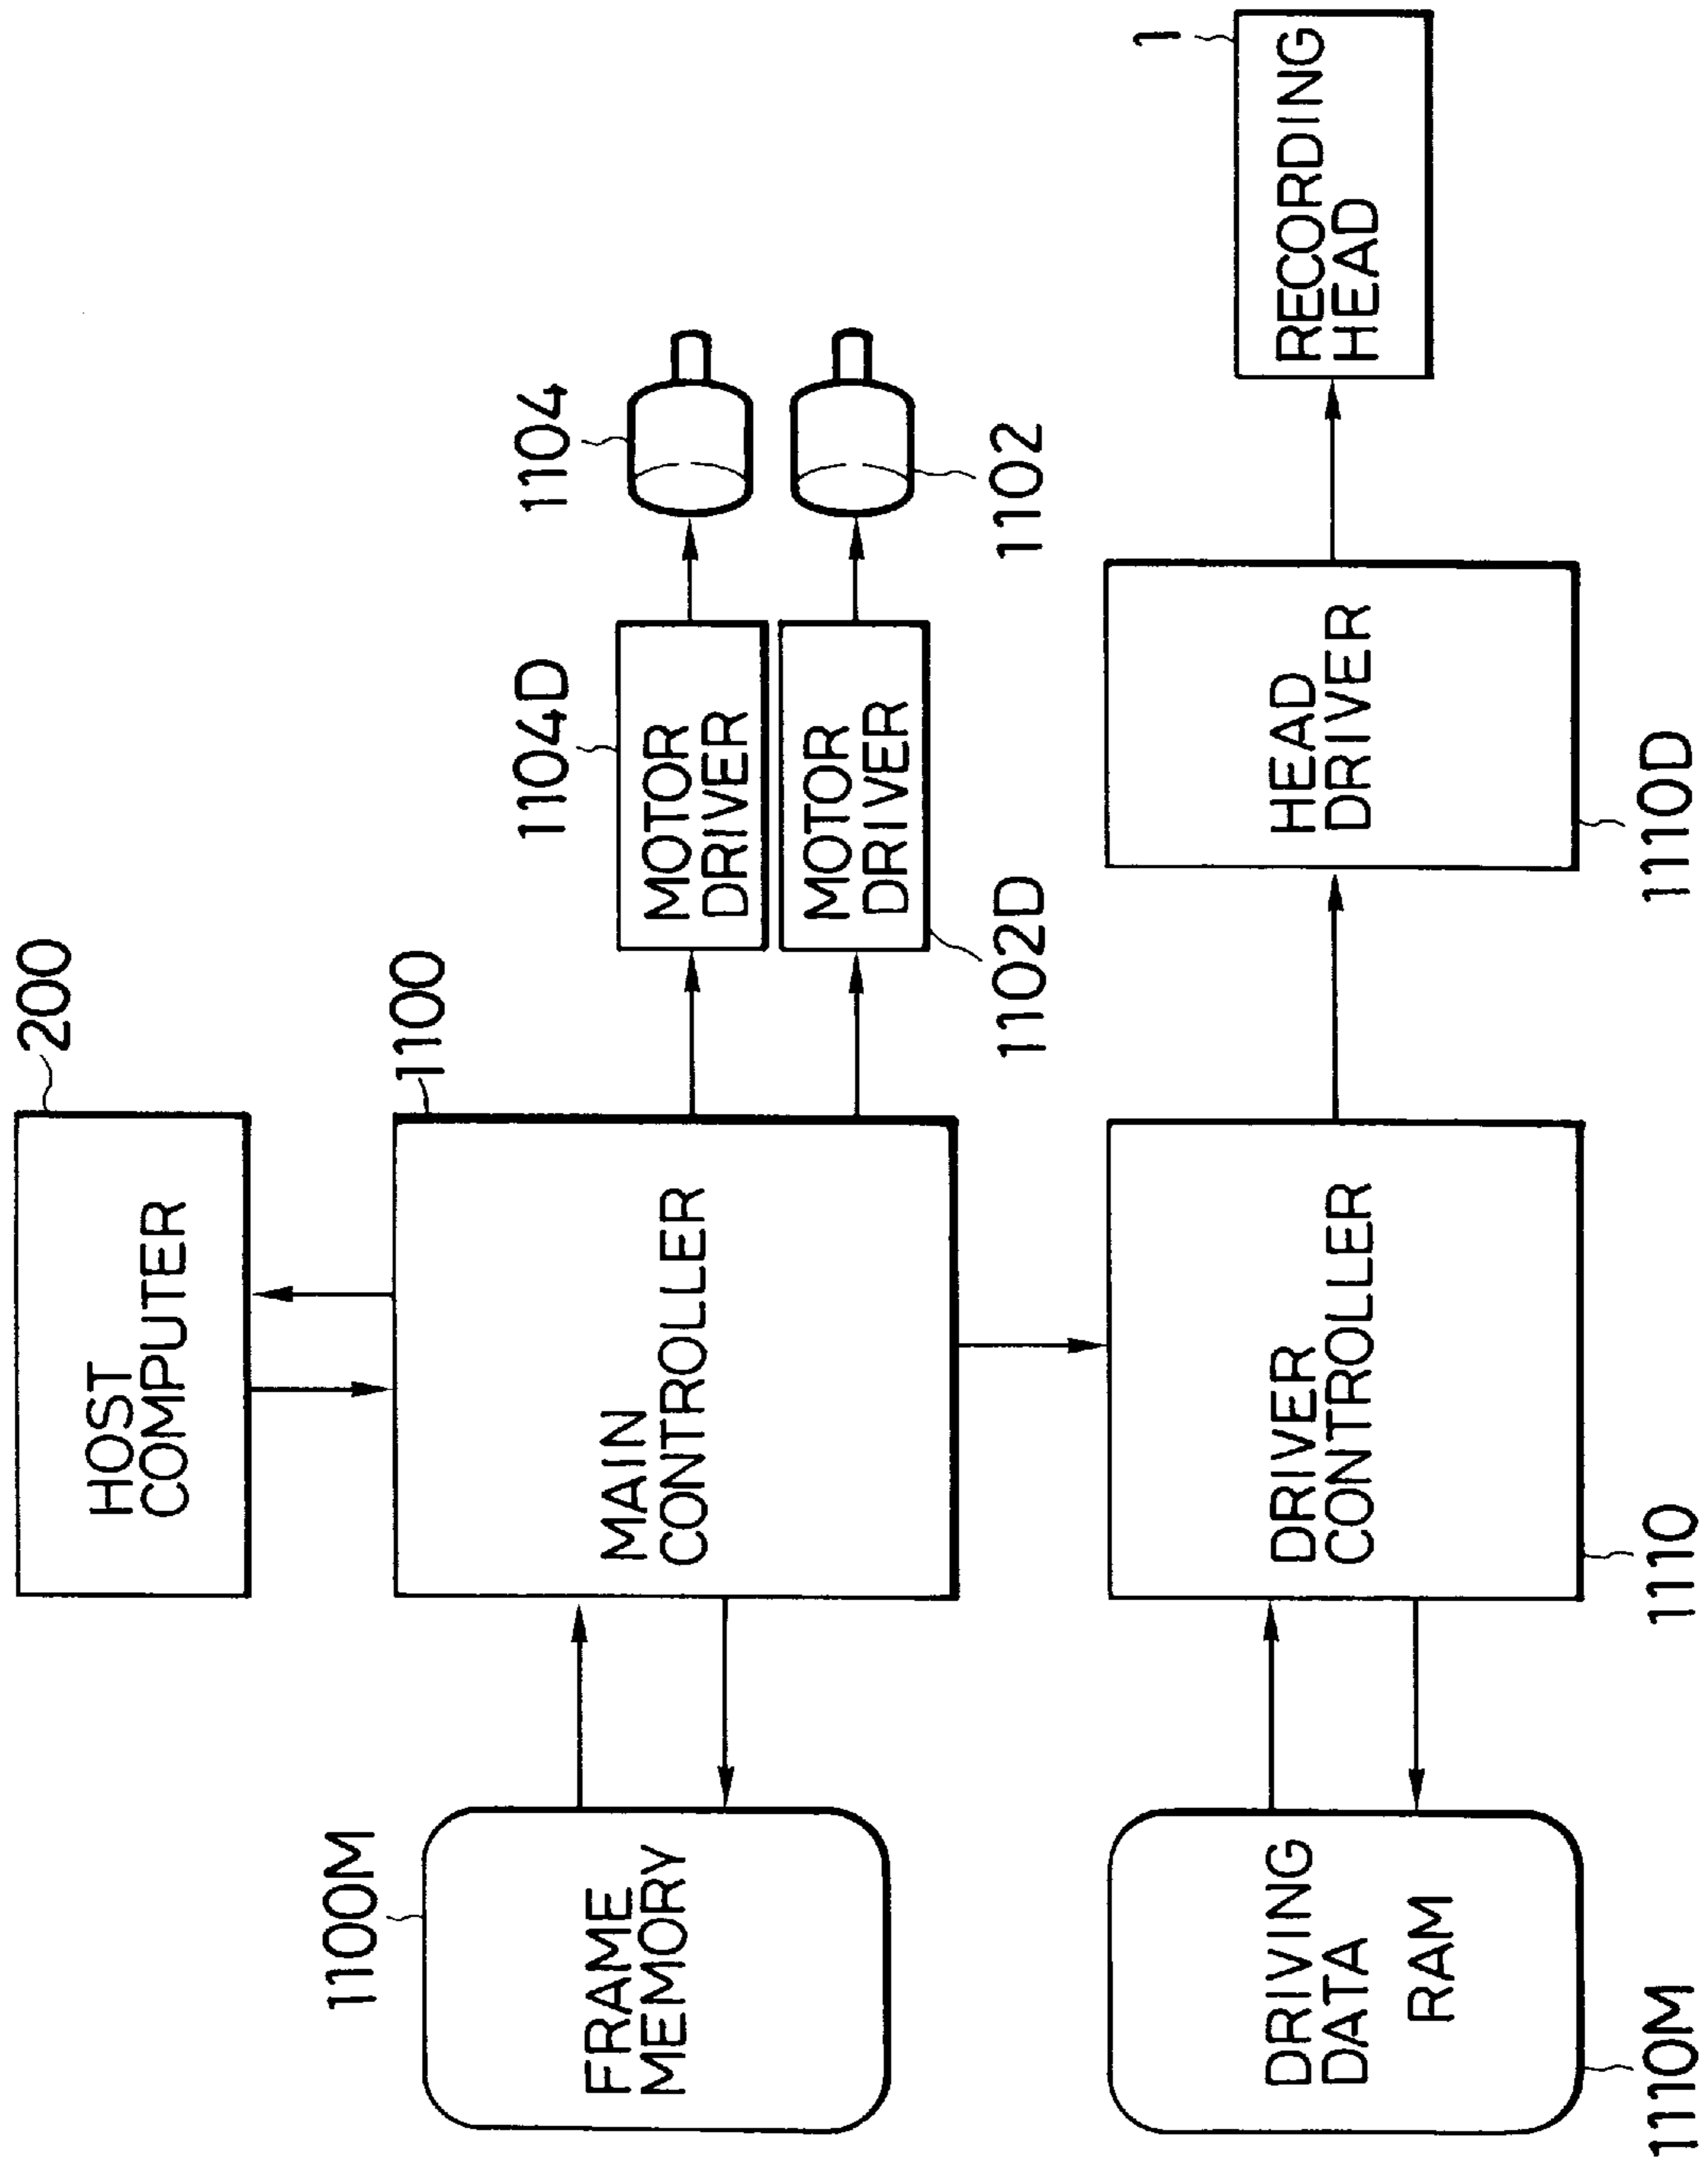 200
HOST
COMPUTER
1100
MAIN
CONTROLLER
1100M
FRAME
MEMORY
1104D
MOTOR
DRIVER
1104
MOTOR
DRIVER
1102D
1102
DRIVING
DATA
RAM
1110M
DRIVER
CONTROLLER
1110
HEAD
DRIVER
1110D
1
RECORDING
HEAD